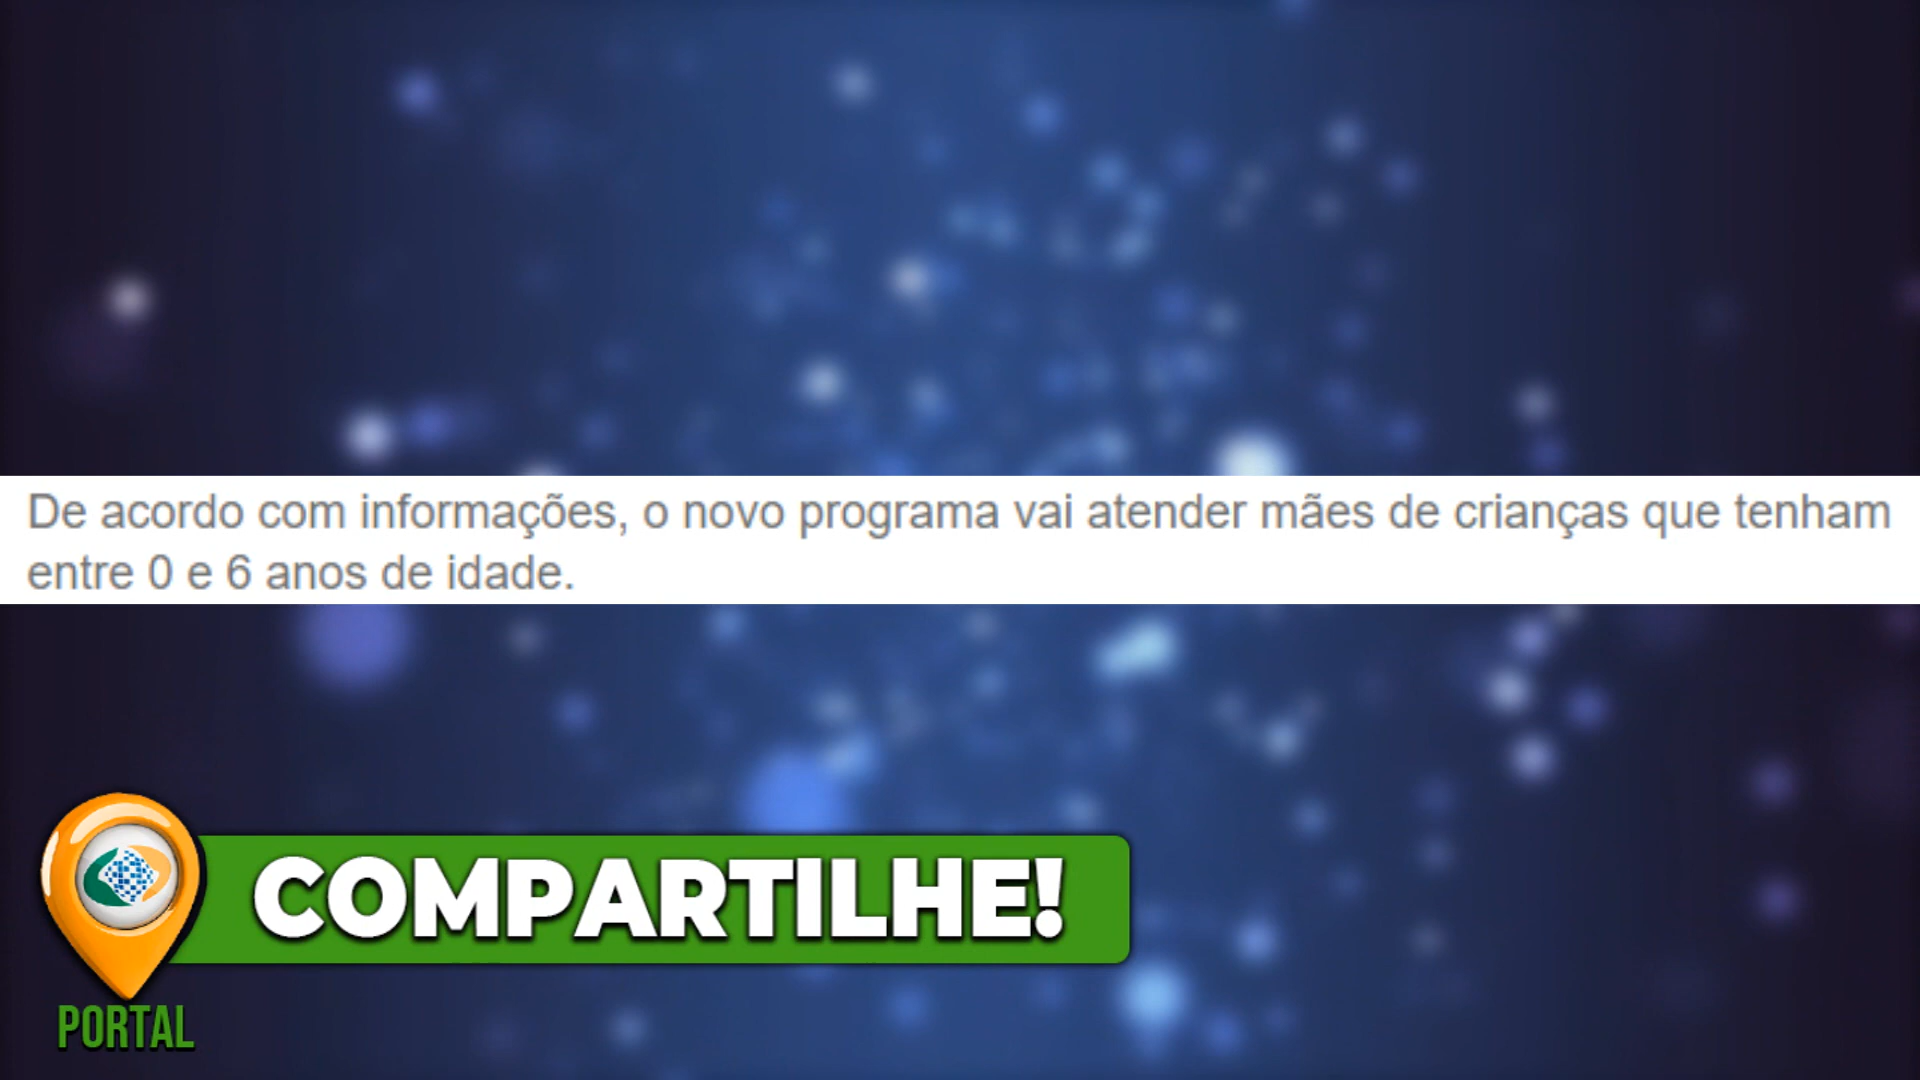 De acordo com informações, o novo programa vai atender mães de crianças que tenham
entre 0 e 6 anos de idade.
COMPARTILHE!
PORTAL